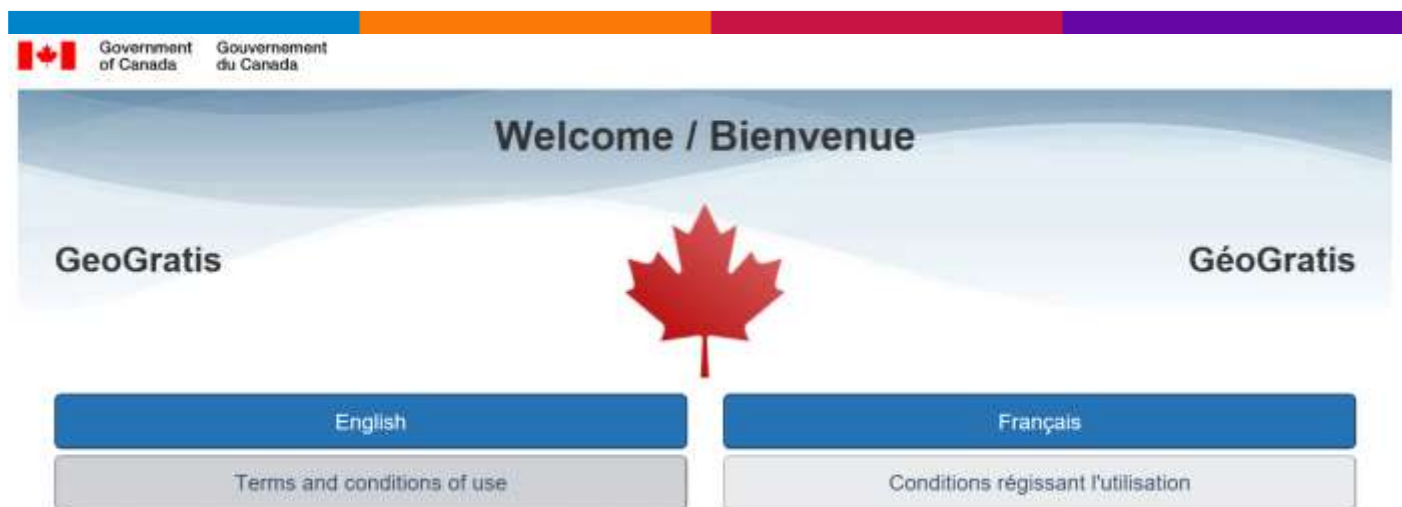 Government of Canada
Gouvernement du Canada
Welcome / Bienvenue
GeoGratis
GéoGratis
English
Français
Terms and conditions of use
Conditions régissant l'utilisation